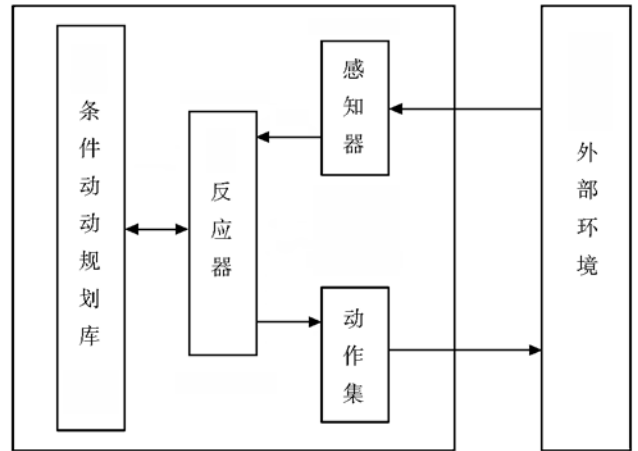 条件动动规划库
反应器
感知器
动作集
外部环境